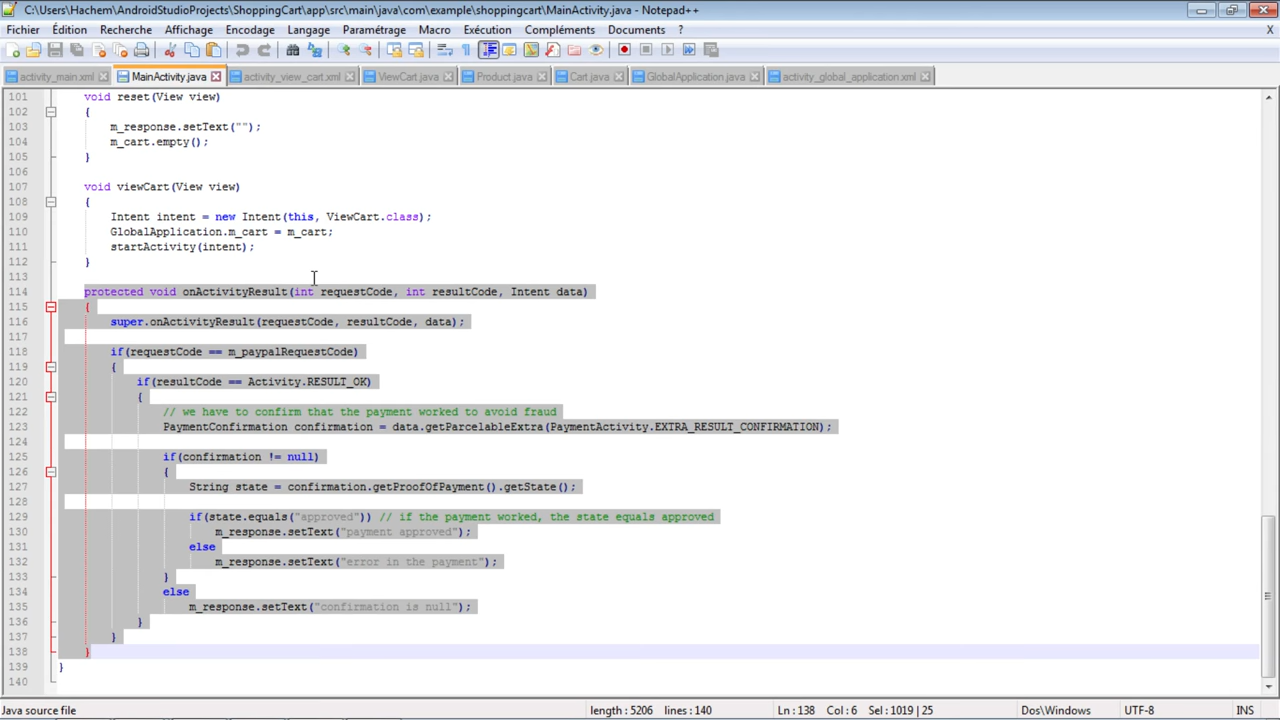 C:\Users\Hachem\AndroidStudioProjects\ShoppingCart\app\src\main\java\com\example\shoppingcart\MainActivity.java - Notepad++
Fichier Édition Recherche Affichage Encodage Langage Paramétrage Macro Exécution Compléments Documents ? X
activity_main.xml MainActivity.java activity_view_cart.xml ViewCart.java Product.java Cart.java GlobalApplication.java activity_global_application.xml
101 void reset(View view)
102 {
103 m_response.setText("");
104 m_cart.empty();
105 }
106
107 void viewCart(View view)
108 {
109 Intent intent = new Intent(this, ViewCart.class);
110 GlobalApplication.m_cart = m_cart;
111 startActivity(intent);
112 }
113
114 protected void onActivityResult(int requestCode, int resultCode, Intent data)
115 {
116 super.onActivityResult(requestCode, resultCode, data);
117
118 if(requestCode == m_paypalRequestCode)
119 {
120 if(resultCode == Activity.RESULT_OK)
121 {
122 // we have to confirm that the payment worked to avoid fraud
123 PaymentConfirmation confirmation = data.getParcelableExtra(PaymentActivity.EXTRA_RESULT_CONFIRMATION);
124
125 if(confirmation != null)
126 {
127 String state = confirmation.getProofOfPayment().getState();
128
129 if(state.equals("approved")) // if the payment worked, the state equals approved
130 m_response.setText("payment approved");
131 else
132 m_response.setText("error in the payment");
133 }
134 else
135 m_response.setText("confirmation is null");
136 }
137 }
138 }
139 }
140
Java source file length : 5206 lines : 140 Ln : 138 Col : 6 Sel : 1019 | 25 Dos\Windows UTF-8 INS